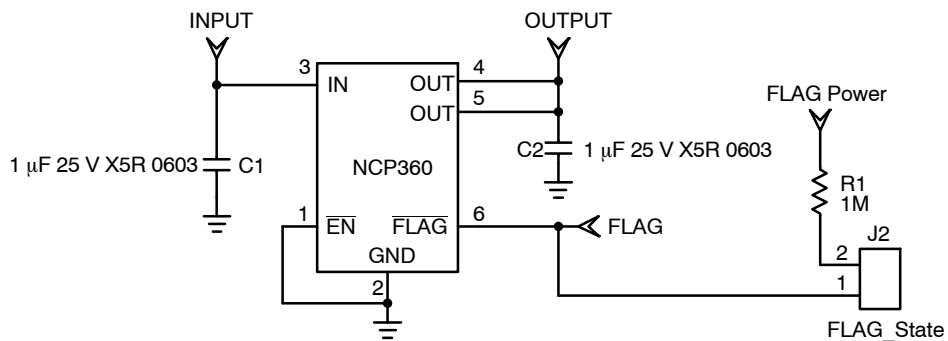 INPUT
OUTPUT
3
IN
OUT
4
OUT
5
FLAG Power
1 μF 25 V X5R 0603
C1
NCP360
C2
1 μF 25 V X5R 0603
R1
1M
1
EN
FLAG
6
FLAG
J2
2
1
GND
2
FLAG_State